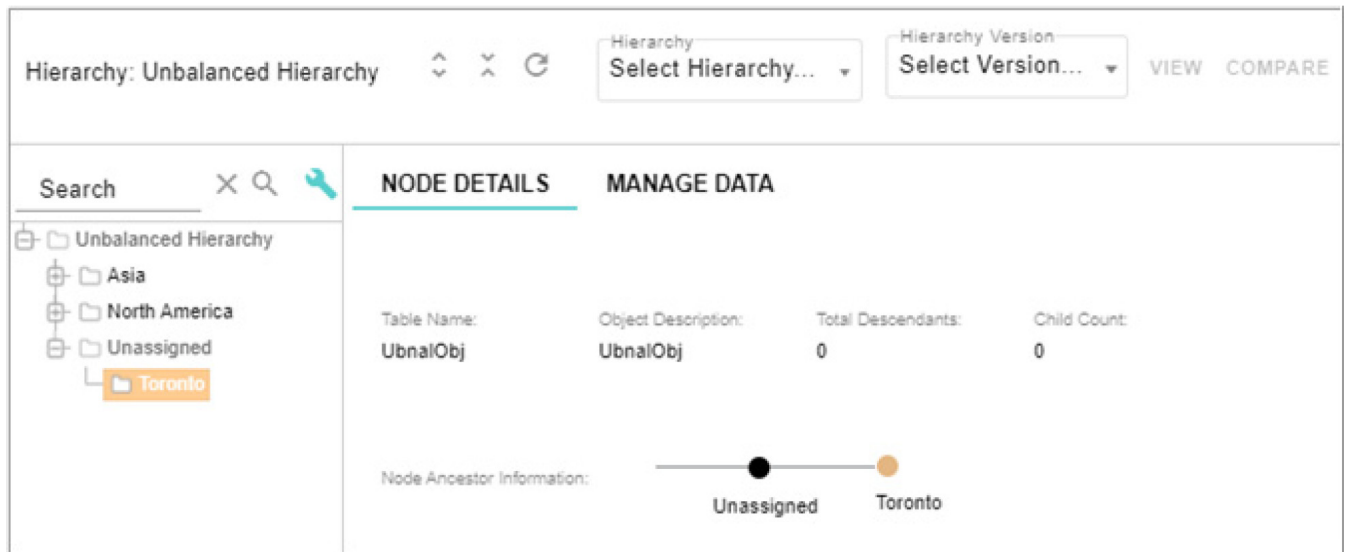 Hierarchy: Unbalanced Hierarchy
Hierarchy
Select Hierarchy...
Hierarchy Version
Select Version...
VIEW COMPARE
Search
NODE DETAILS MANAGE DATA
Unbalanced Hierarchy
Asia
North America
Unassigned
Toronto
Table Name: Object Description: Total Descendants: Child Count:
UbnalObj UbnalObj 0 0
Node Ancestor Information:
Unassigned Toronto